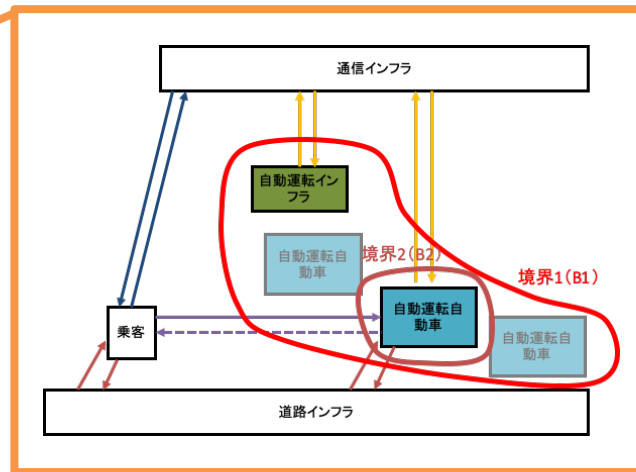 通信インフラ
自動運転イン
フラ
自動運転自
動車
境界2(B2)
境界1(B1)
自動運転自
動車
自動運転自
動車
乗客
道路インフラ